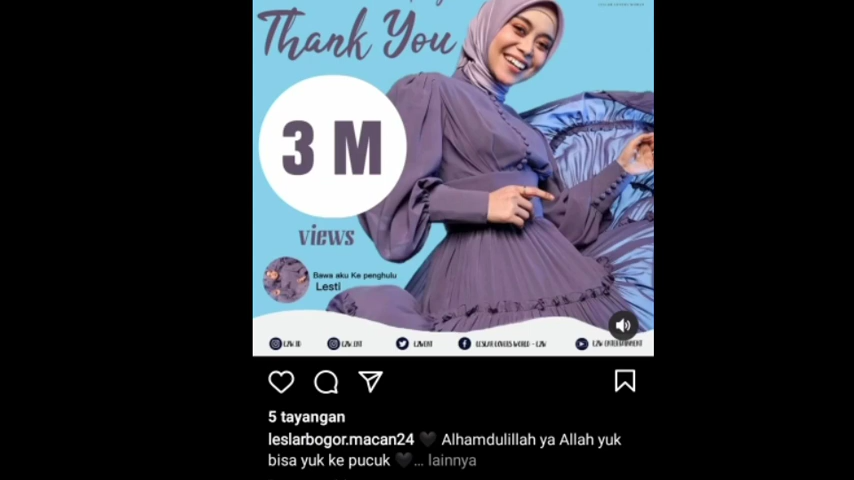 Thank You
3 M
views
Bawa aku Ke penghulu
Lesti
5 tayangan
leslarbogor.macan24 🖤 Alhamdulillah ya Allah yuk
bisa yuk ke pucuk 🖤... lainnya